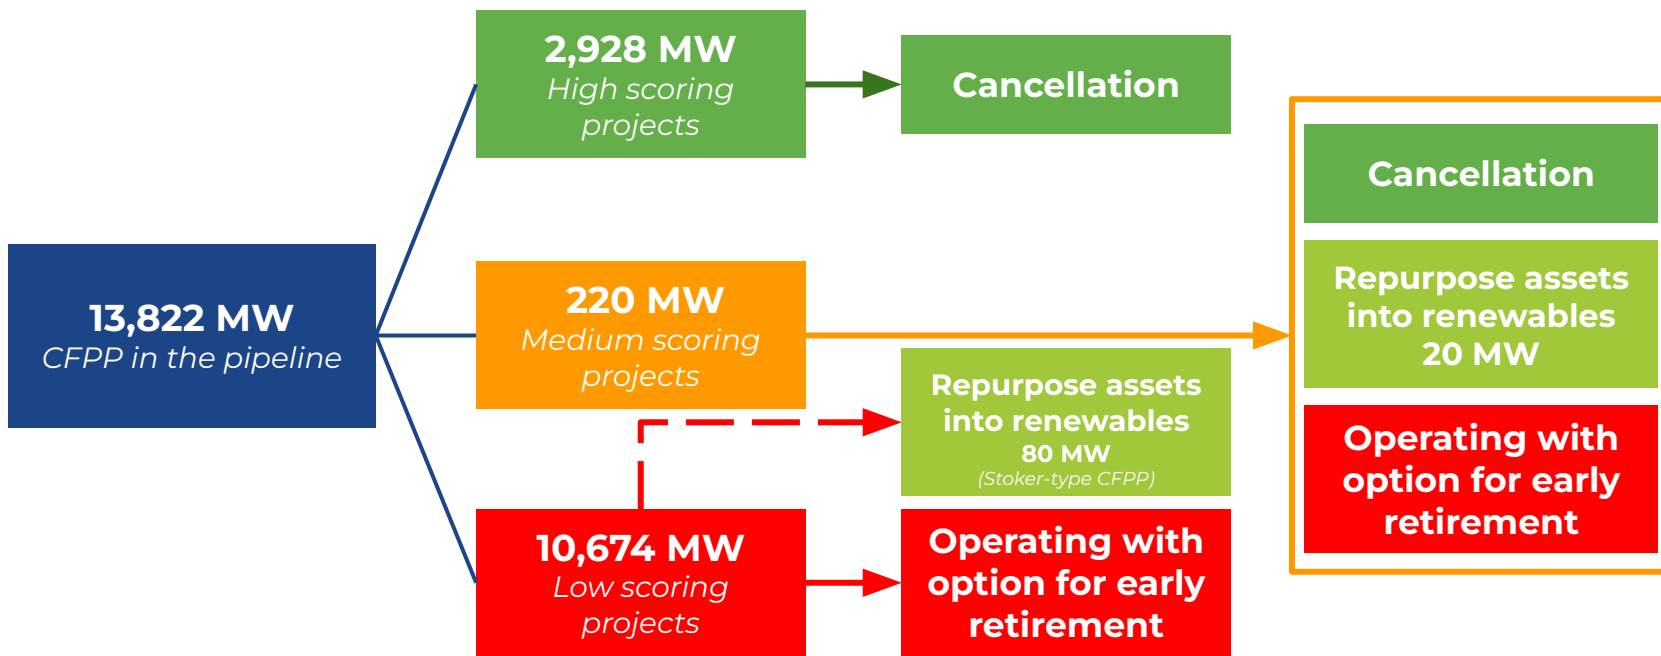 13,822 MW
CFPP in the pipeline
2,928 MW
High scoring
projects
Cancellation
220 MW
Medium scoring
projects
Cancellation
Repurpose assets
into renewables
20 MW
Operating with
option for early
retirement
10,674 MW
Low scoring
projects
Repurpose assets
into renewables
80 MW
(Stoker-type CFPP)
Operating with
option for early
retirement